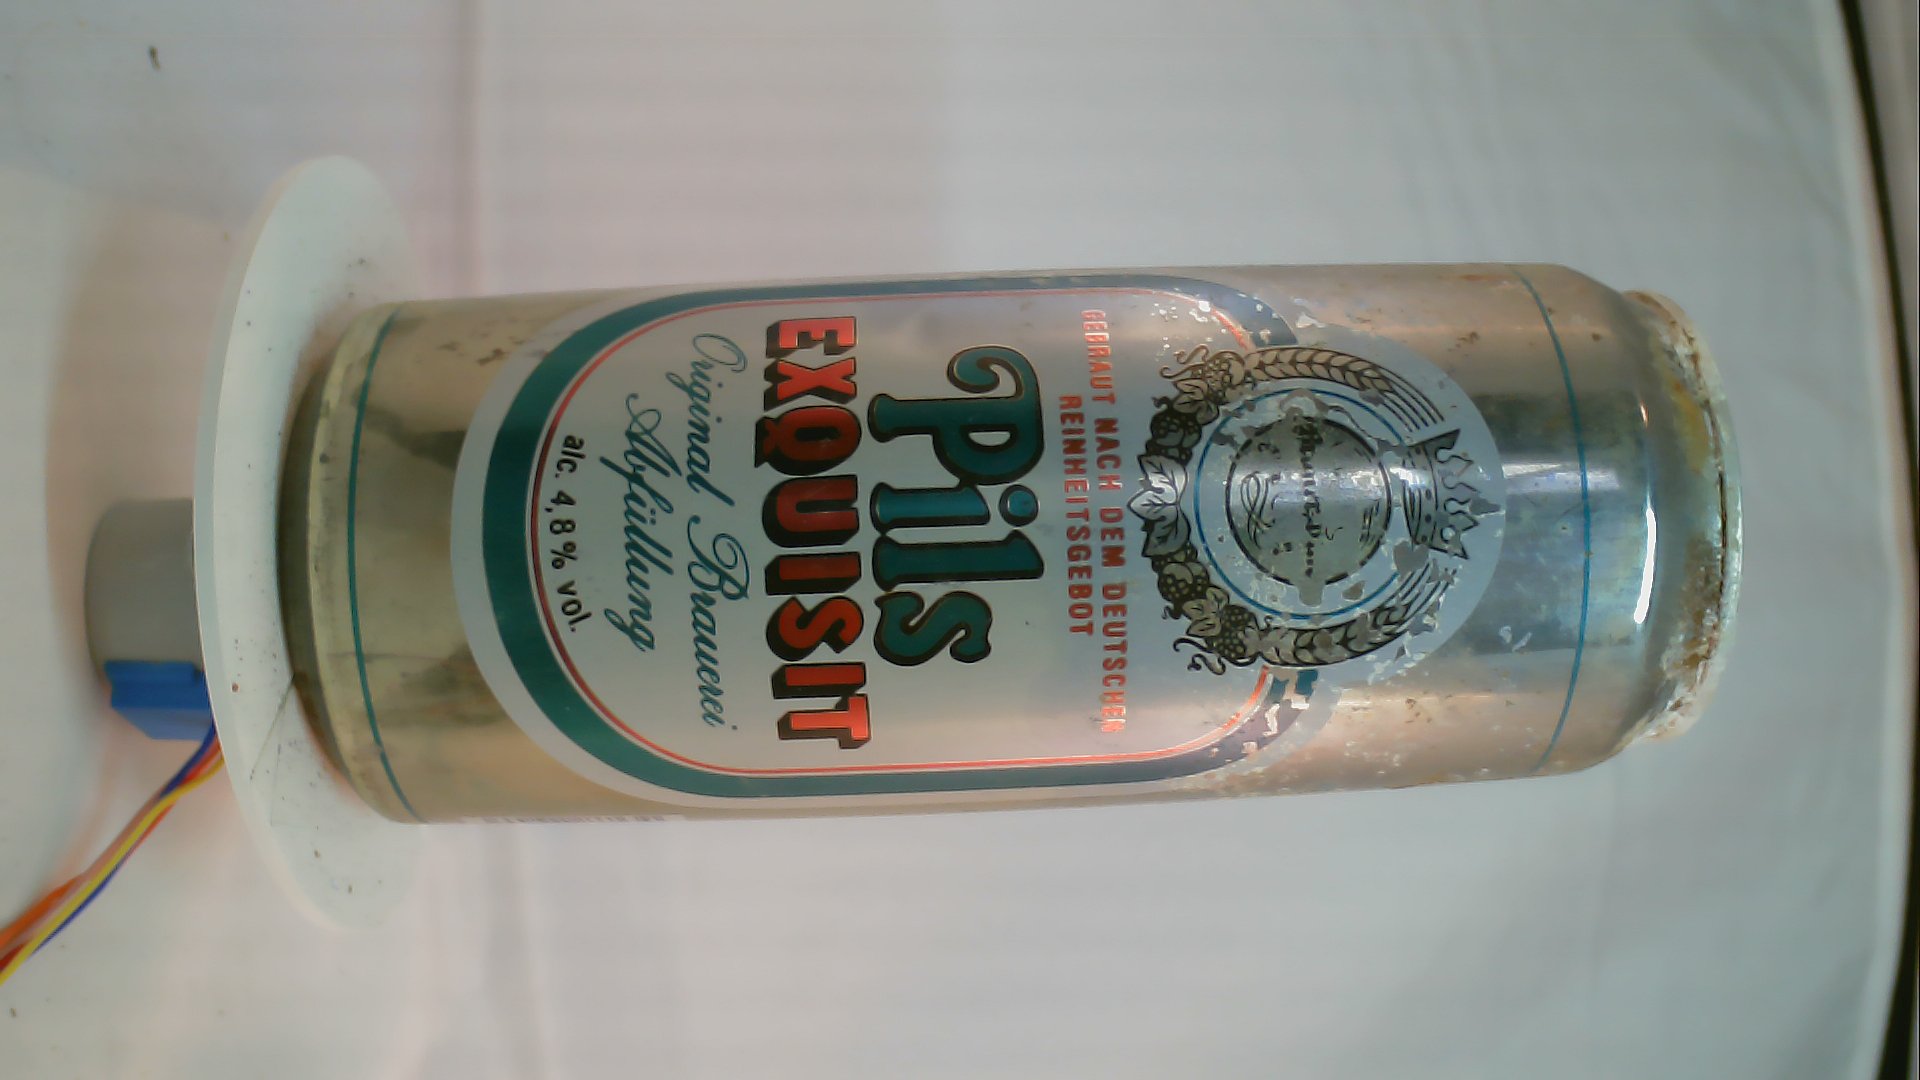 GEBRAUT NACH DEM DEUTSCHEN
REINHEITSGEBOT
Pils
EXQUISIT
Original Brauerei
Abfüllung
alc. 4,8 % vol.